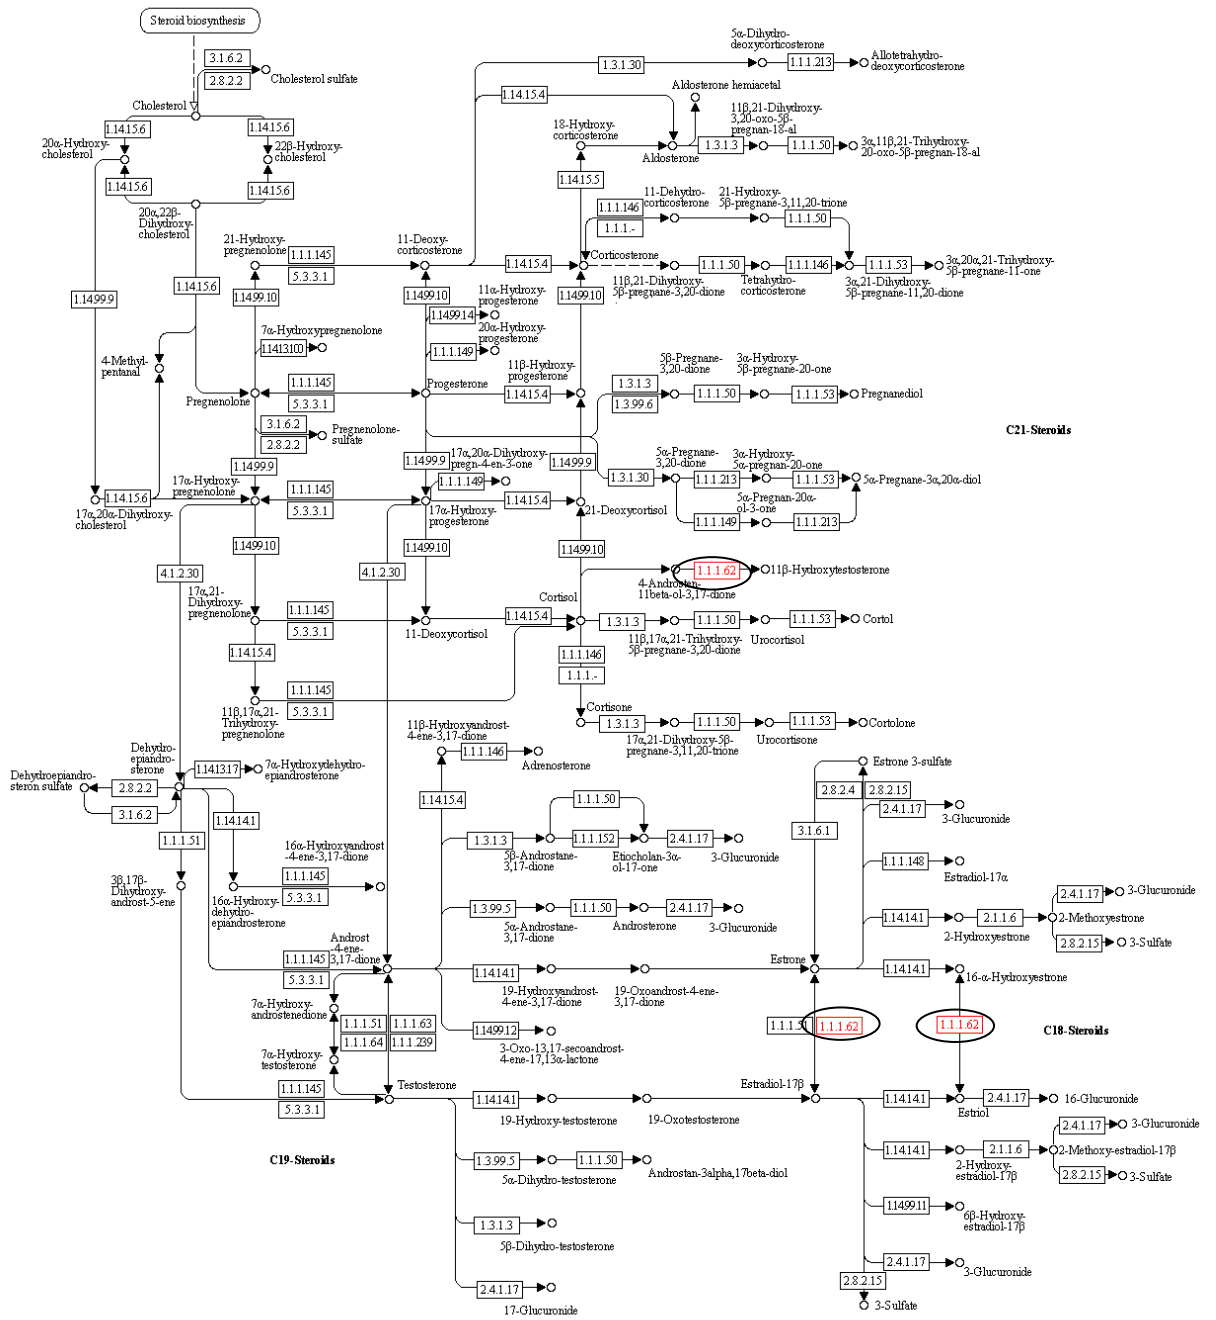 Steroid biosynthesis
3.1.6.2
2.8.2.2
Cholesterol sulfate
Cholesterol
1.14.15.6
1.14.15.6
20α-Hydroxy-
cholesterol
22β-Hydroxy-
cholesterol
1.14.15.6
1.14.15.6
20α,22β-
Dihydroxy-
cholesterol
1.3.1.30
5α-Dihydro-
deoxycorticosterone
1.1.1.213
Allotetrahydro-
deoxycorticosterone
1.14.15.4
Aldosterone hemiacetal
18-Hydroxy-
corticosterone
Aldosterone
11β,21-Dihydroxy-
3,20-oxo-5β-
pregnan-18-al
1.3.1.3
1.1.1.50
3α,11β,21-Trihydroxy-
20-oxo-5β-pregnan-18-al
1.14.15.5
1.1.1.146
1.1.1.-
11-Dehydro-
corticosterone
21-Hydroxy-
5β-pregnane-3,11,20-trione
1.1.1.50
21-Hydroxy-
pregnenolone
1.1.1.145
5.3.3.1
11-Deoxy-
corticosterone
1.14.15.4
Corticosterone
11β,21-Dihydroxy-
5β-pregnane-3,20-dione
1.1.1.50
Tetrahydro-
corticosterone
1.1.1.146
3α,21-Dihydroxy-
5β-pregnane-11,20-dione
1.1.1.53
3α,20α,21-Trihydroxy-
5β-pregnane-11-one
1.14.99.9
1.14.15.6
1.14.99.10
1.14.99.10
1.14.99.10
11α-Hydroxy-
progesterone
1.14.99.14
20α-Hydroxy-
progesterone
1.1.1.149
7α-Hydroxypregnenolone
1.14.13.100
4-Methyl-
pentanal
Pregnenolone
1.1.1.145
5.3.3.1
Progesterone
11β-Hydroxy-
progesterone
1.14.15.4
1.3.1.3
1.3.99.6
5β-Pregnane-
3,20-dione
1.1.1.50
3α-Hydroxy-
5β-pregnane-20-one
1.1.1.53
Pregnanediol
3.1.6.2
2.8.2.2
Pregnenolone-
sulfate
C21-Steroids
1.14.99.9
1.14.99.9
1.14.99.9
17α,20α-Dihydroxy-
pregn-4-en-3-one
1.1.1.149
1.3.1.30
5α-Pregnane-
3,20-dione
1.1.1.213
3α-Hydroxy-
5α-pregnan-20-one
1.1.1.53
5α-Pregnane-3α,20α-diol
1.1.1.149
5α-Pregnan-20α-
ol-3-one
1.1.1.213
1.14.15.6
17α,20α-Dihydroxy-
cholesterol
17α-Hydroxy-
pregnenolone
1.1.1.145
5.3.3.1
17α-Hydroxy-
progesterone
1.14.15.4
21-Deoxycortisol
1.14.99.10
1.14.99.10
1.14.99.10
4.1.2.30
4.1.2.30
4-Androsten-
11beta-ol-3,17-dione
1.1.1.62
11β-Hydroxytestosterone
17α,21-
Dihydroxy-
pregnenolone
1.1.1.145
5.3.3.1
11-Deoxycortisol
1.14.15.4
Cortisol
1.3.1.3
11β,17α,21-Trihydroxy-
5β-pregnane-3,20-dione
1.1.1.50
Urocortisol
1.1.1.53
Cortol
1.14.15.4
1.1.1.146
1.1.1.-
11β,17α,21-
Trihydroxy-
pregnenolone
1.1.1.145
5.3.3.1
Cortisone
1.3.1.3
17α,21-Dihydroxy-5β-
pregnane-3,11,20-trione
1.1.1.50
Urocortisone
1.1.1.53
Cortolone
11β-Hydroxyandrost-
4-ene-3,17-dione
1.1.1.146
Adrenosterone
Dehydroepiandro-
steron sulfate
2.8.2.2
3.1.6.2
Dehydro-
epiandro-
sterone
1.14.13.17
7α-Hydroxydehydro-
epiandrosterone
1.14.14.1
1.1.1.51
1.14.15.4
Estrone 3-sulfate
2.8.2.4
2.8.2.15
3.1.6.1
2.4.1.17
3-Glucuronide
1.3.1.3
5β-Androstane-
3,17-dione
1.1.1.50
1.1.1.152
Etiocholan-3α-
ol-17-one
2.4.1.17
3-Glucuronide
1.1.1.148
Estradiol-17α
16α-Hydroxyandrost
-4-ene-3,17-dione
3β,17β-
Dihydroxy-
androst-5-ene
16α-Hydroxy-
dehydro-
epiandrosterone
1.1.1.145
5.3.3.1
1.3.99.5
5α-Androstane-
3,17-dione
1.1.1.50
Androsterone
2.4.1.17
3-Glucuronide
1.14.14.1
2-Hydroxyestrone
2.1.1.6
2-Methoxyestrone
2.4.1.17
3-Glucuronide
2.8.2.15
3-Sulfate
1.1.1.145
5.3.3.1
Androst
-4-ene-
3,17-dione
1.14.14.1
19-Hydroxyandrost-
4-ene-3,17-dione
19-Oxoandrost-4-ene-
3,17-dione
Estrone
1.14.14.1
16-α-Hydroxyestrone
7α-Hydroxy-
androstenedione
1.1.1.51
1.1.1.63
1.1.1.64
1.1.1.239
1.14.99.12
3-Oxo-13,17-secoandrost-
4-ene-17,13α-lactone
1.1.1.51
1.1.1.62
1.1.1.62
C18-Steroids
7α-Hydroxy-
testosterone
1.1.1.145
5.3.3.1
Testosterone
1.14.14.1
19-Hydroxy-testosterone
19-Oxotestosterone
Estradiol-17β
1.14.14.1
Estriol
2.4.1.17
16-Glucuronide
C19-Steroids
1.3.99.5
5α-Dihydro-testosterone
1.1.1.50
Androstan-3alpha,17beta-diol
1.14.14.1
2-Hydroxy-
estradiol-17β
2.1.1.6
2-Methoxy-estradiol-17β
2.4.1.17
3-Glucuronide
2.8.2.15
3-Sulfate
1.3.1.3
5β-Dihydro-testosterone
1.14.99.11
6β-Hydroxy-
estradiol-17β
2.4.1.17
17-Glucuronide
2.4.1.17
3-Glucuronide
2.8.2.15
3-Sulfate